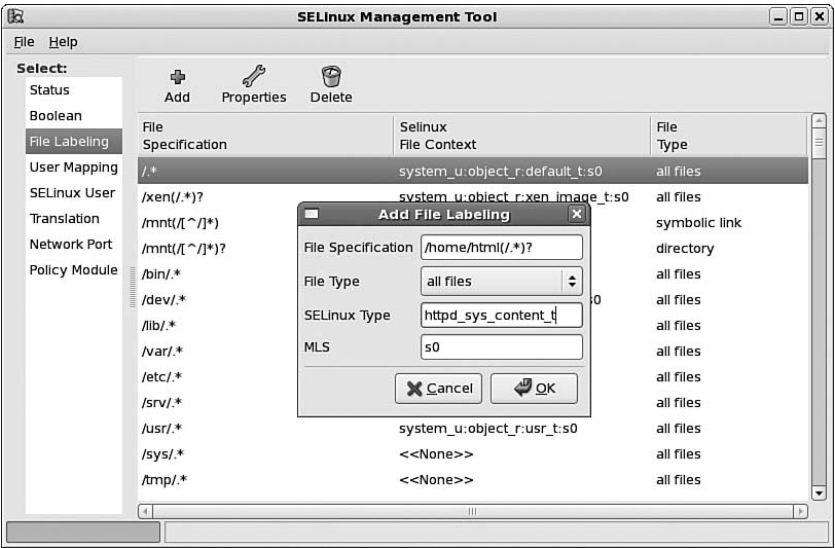 SELinux Management Tool
File Help
Select:
Status
Boolean
File Labeling
User Mapping
SELinux User
Translation
Network Port
Policy Module
Add Properties Delete
File Specification Selinux File Context File Type
/.* system_u:object_r:default_t:s0 all files
/xen(/.*)? system_u:object_r:xen_image_t:s0 all files
/mnt(/[^/]*) symbolic link
/mnt(/[^/]*)? directory
/bin/.* all files
/dev/.* s0 all files
/lib/.* all files
/var/.* all files
/etc/.* all files
/srv/.* all files
/usr/.* system_u:object_r:usr_t:s0 all files
/sys/.* <<None>> all files
/tmp/.* <<None>> all files
Add File Labeling
File Specification /home/html(/.*)?
File Type all files
SELinux Type httpd_sys_content_t
MLS s0
Cancel OK